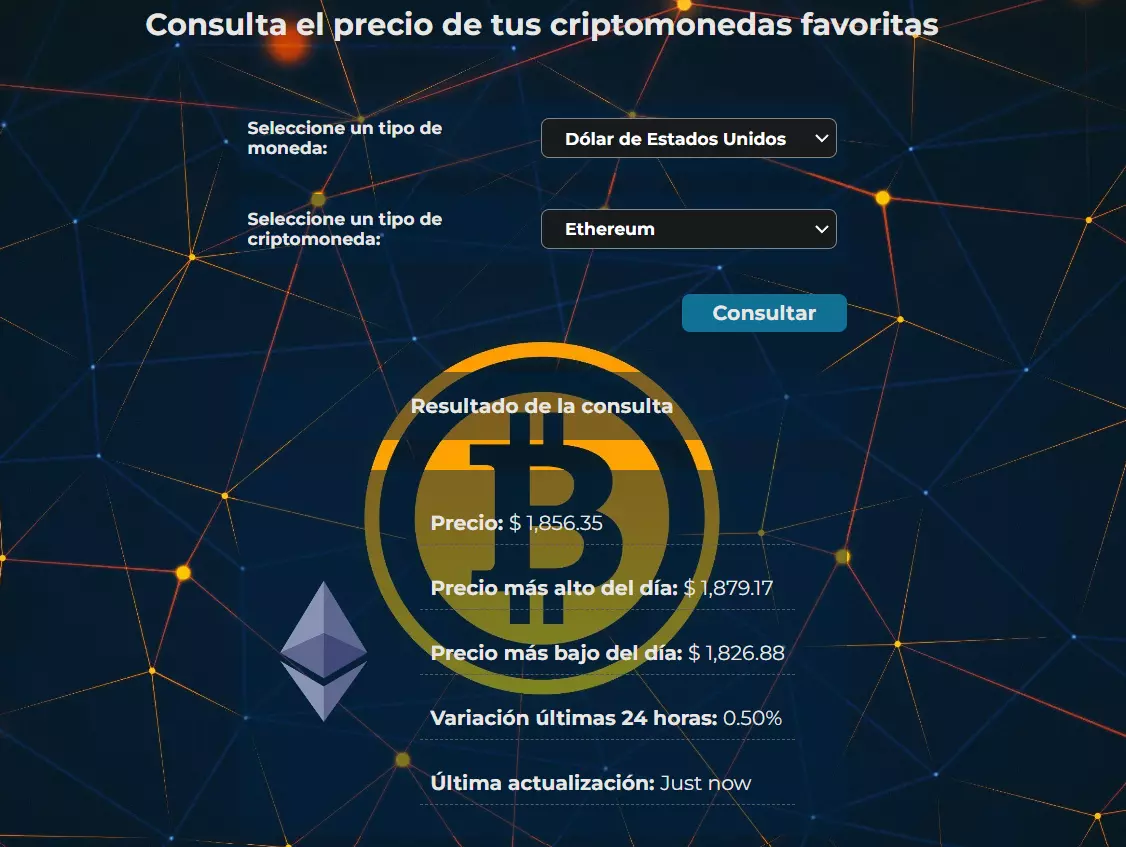 Consulta el precio de tus criptomonedas favoritas
Seleccione un tipo de
moneda:
Dólar de Estados Unidos
Seleccione un tipo de
criptomoneda:
Ethereum
Consultar
Resultado de la consulta
Precio: $ 1,856.35
Precio más alto del día: $ 1,879.17
Precio más bajo del día: $ 1,826.88
Variación últimas 24 horas: 0.50%
Última actualización: Just now